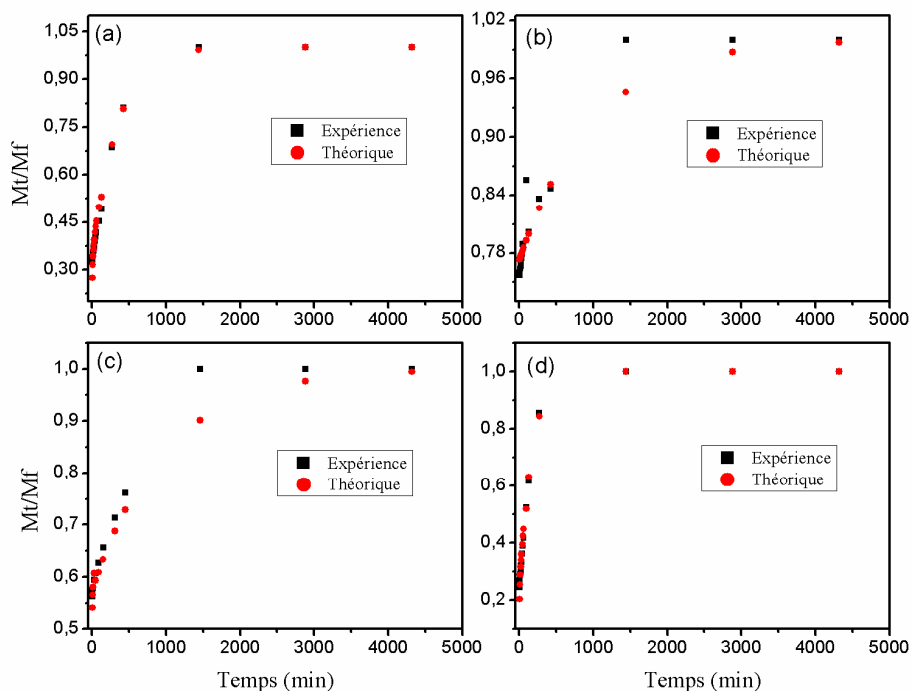 (a)
1,05
0,90
0,75
0,60
0,45
0,30
Mt/Mf
Expérience
Théorique
0 1000 2000 3000 4000 5000
(b)
1,02
0,96
0,90
0,84
0,78
Expérience
Théorique
0 1000 2000 3000 4000 5000
(c)
1,0
0,9
0,8
0,7
0,6
0,5
Mt/Mf
Expérience
Théorique
0 1000 2000 3000 4000 5000
Temps (min)
(d)
1,0
0,8
0,6
0,4
0,2
Expérience
Théorique
0 1000 2000 3000 4000 5000
Temps (min)